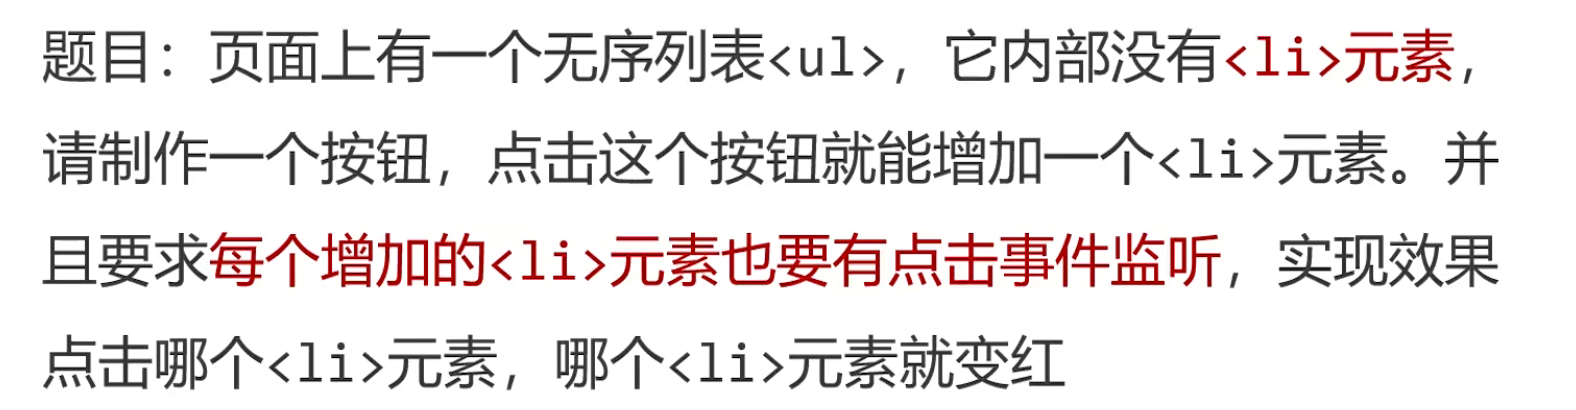 题目：页面上有一个无序列表<ul>，它内部没有<li>元素，
请制作一个按钮，点击这个按钮就能增加一个<li>元素。并
且要求每个增加的<li>元素也要有点击事件监听，实现效果
点击哪个<li>元素，哪个<li>元素就变红